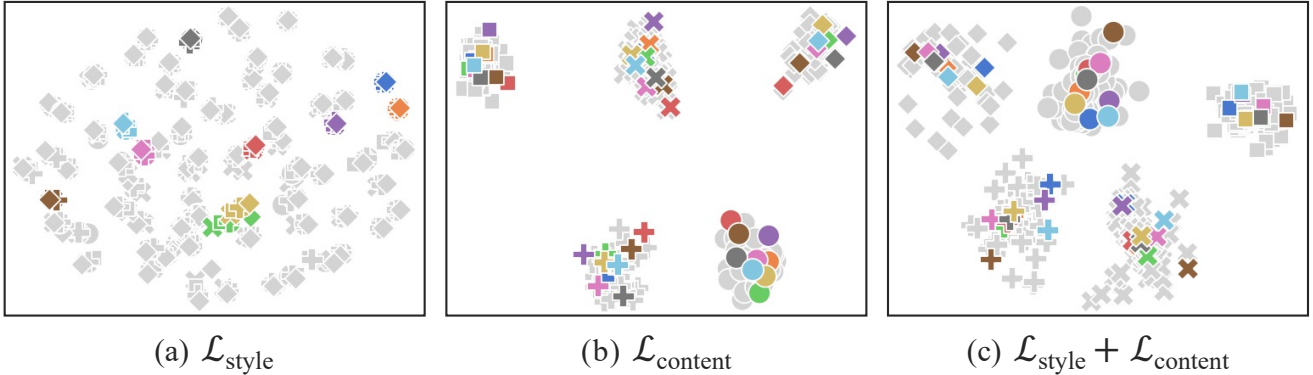 (a) ℒstyle
(b) ℒcontent
(c) ℒstyle + ℒcontent